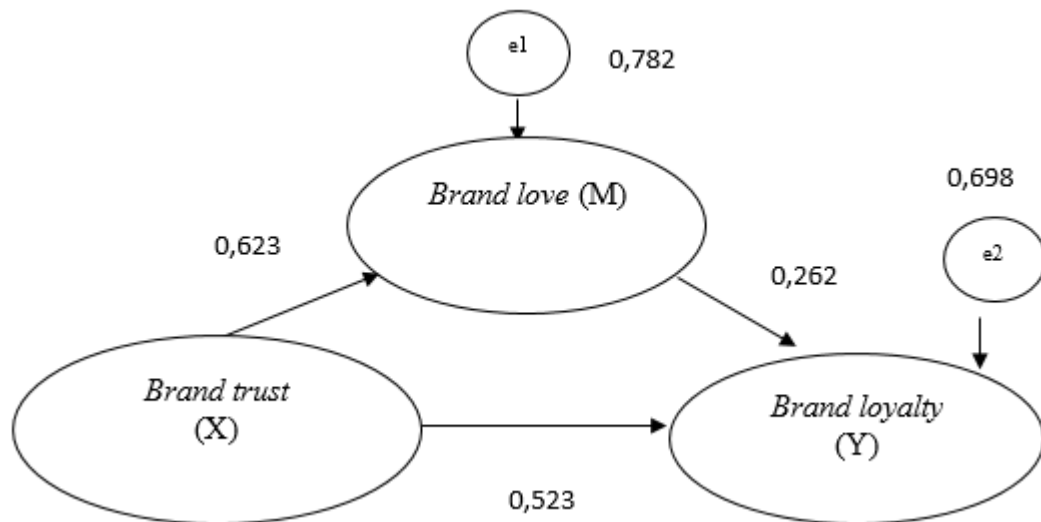 e1
0,782
Brand love (M)
0,698
0,623
e2
0,262
Brand trust
(X)
Brand loyalty
(Y)
0,523